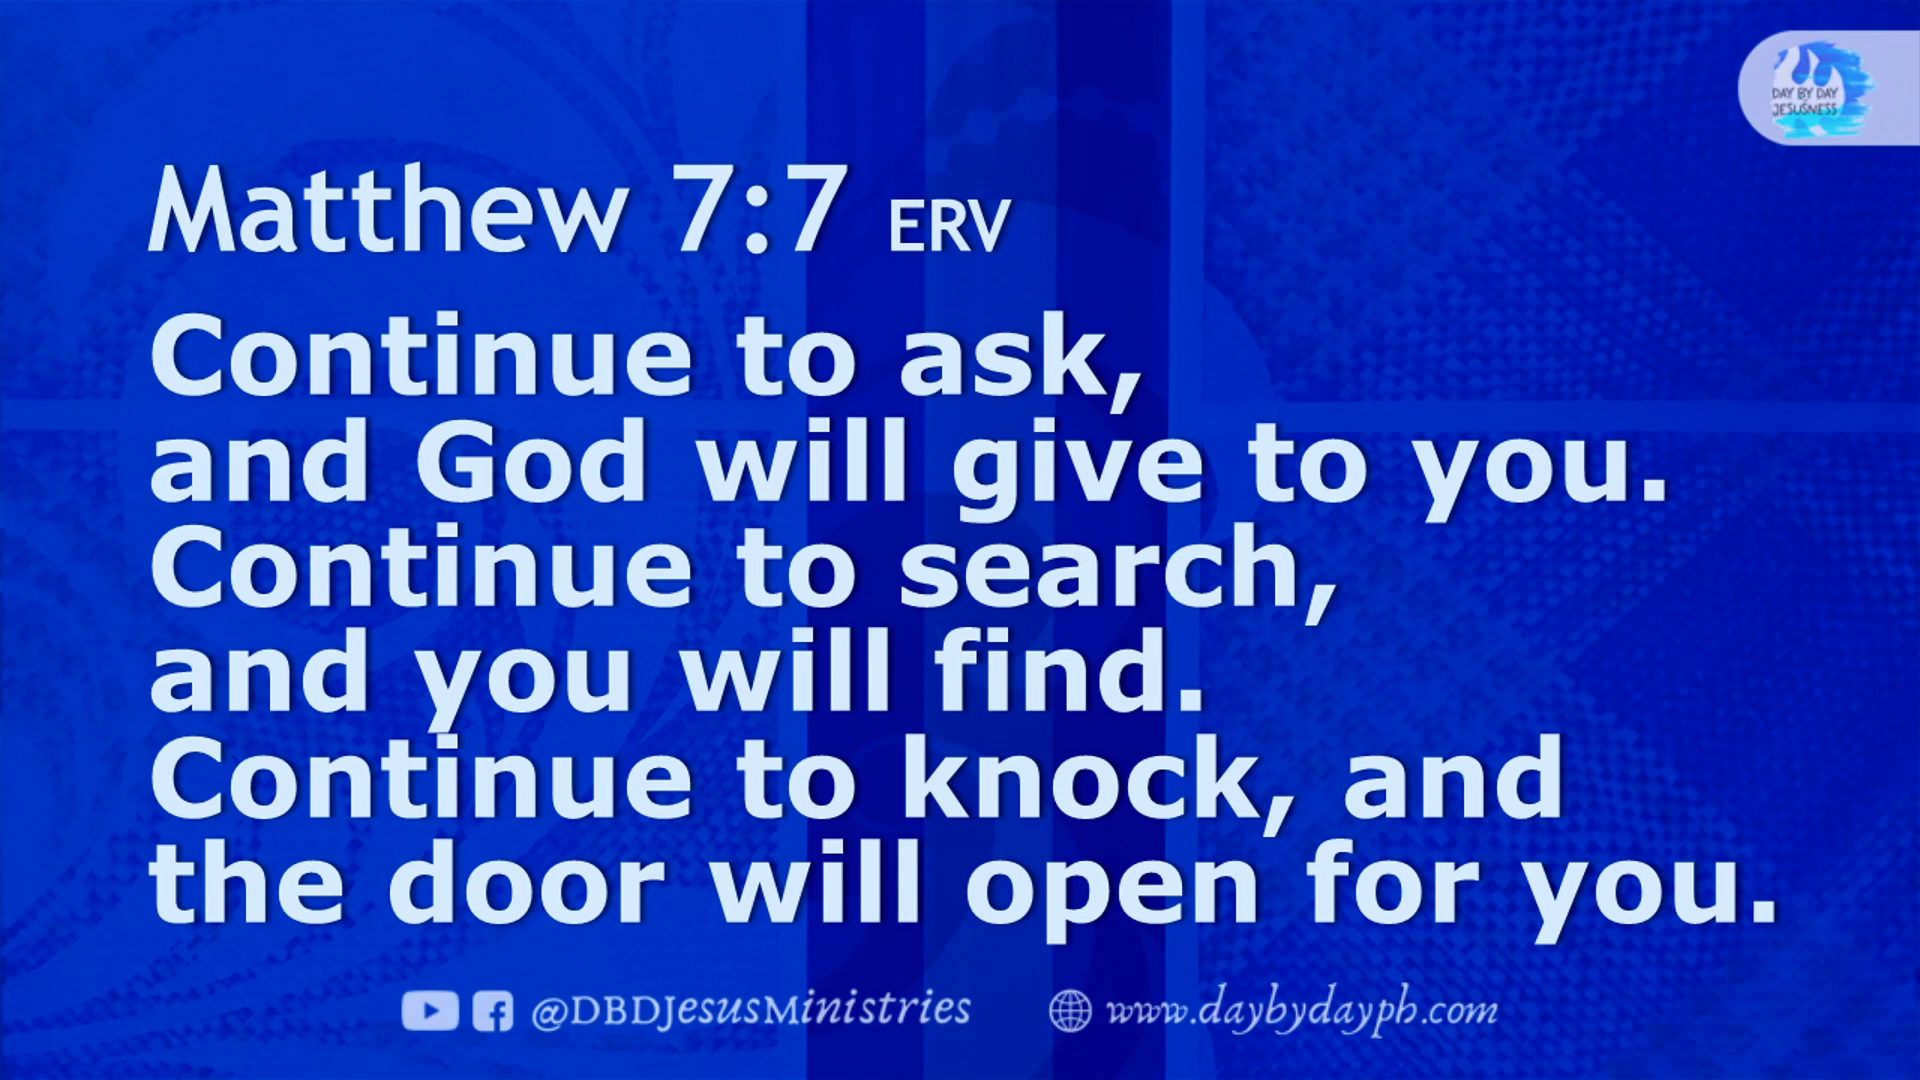 DAY BY DAY
JESUSNESS
Matthew 7:7 ERV
Continue to ask,
and God will give to you.
Continue to search,
and you will find.
Continue to knock, and
the door will open for you.
@DBDJesusMinistries www.daybydayph.com